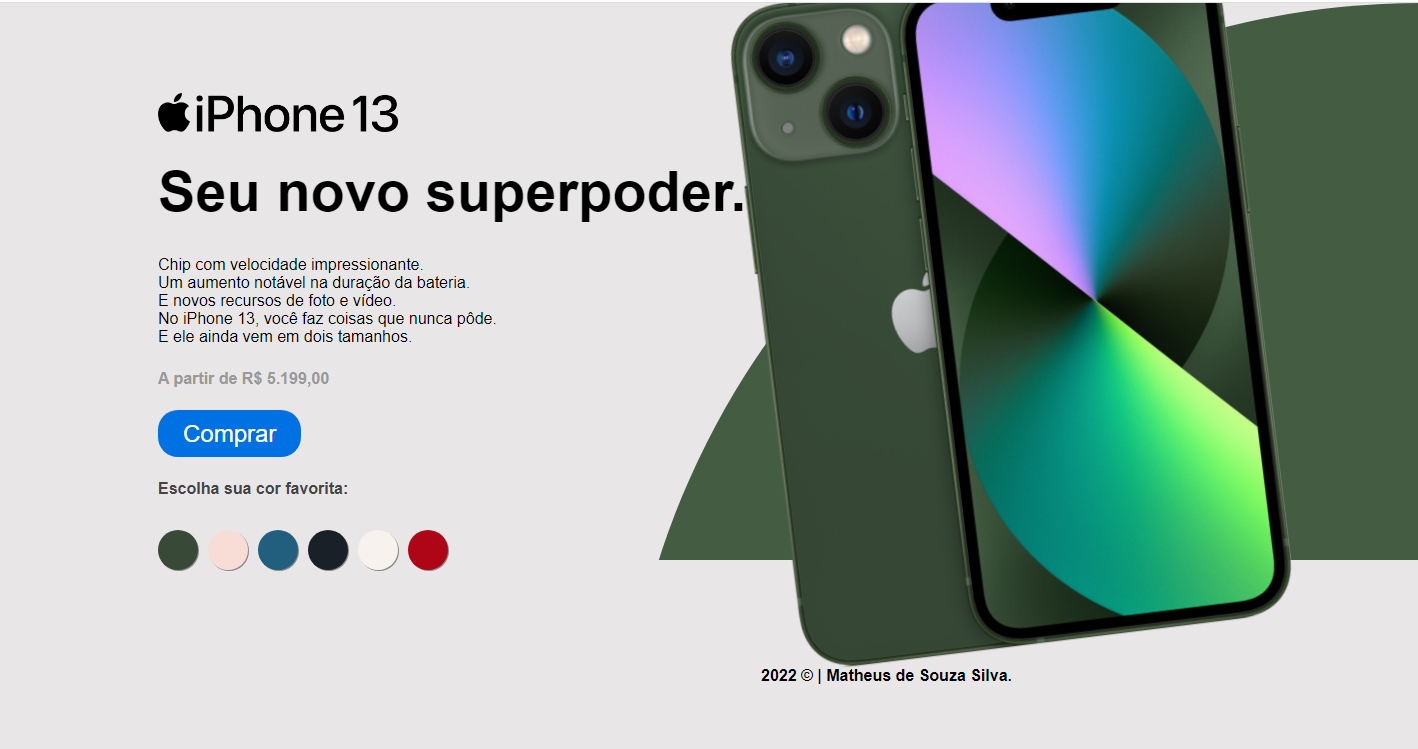 iPhone 13
Seu novo superpoder.
Chip com velocidade impressionante.
Um aumento notável na duração da bateria.
E novos recursos de foto e vídeo.
No iPhone 13, você faz coisas que nunca pôde.
E ele ainda vem em dois tamanhos.
A partir de R$ 5.199,00
Comprar
Escolha sua cor favorita:
2022 © | Matheus de Souza Silva.